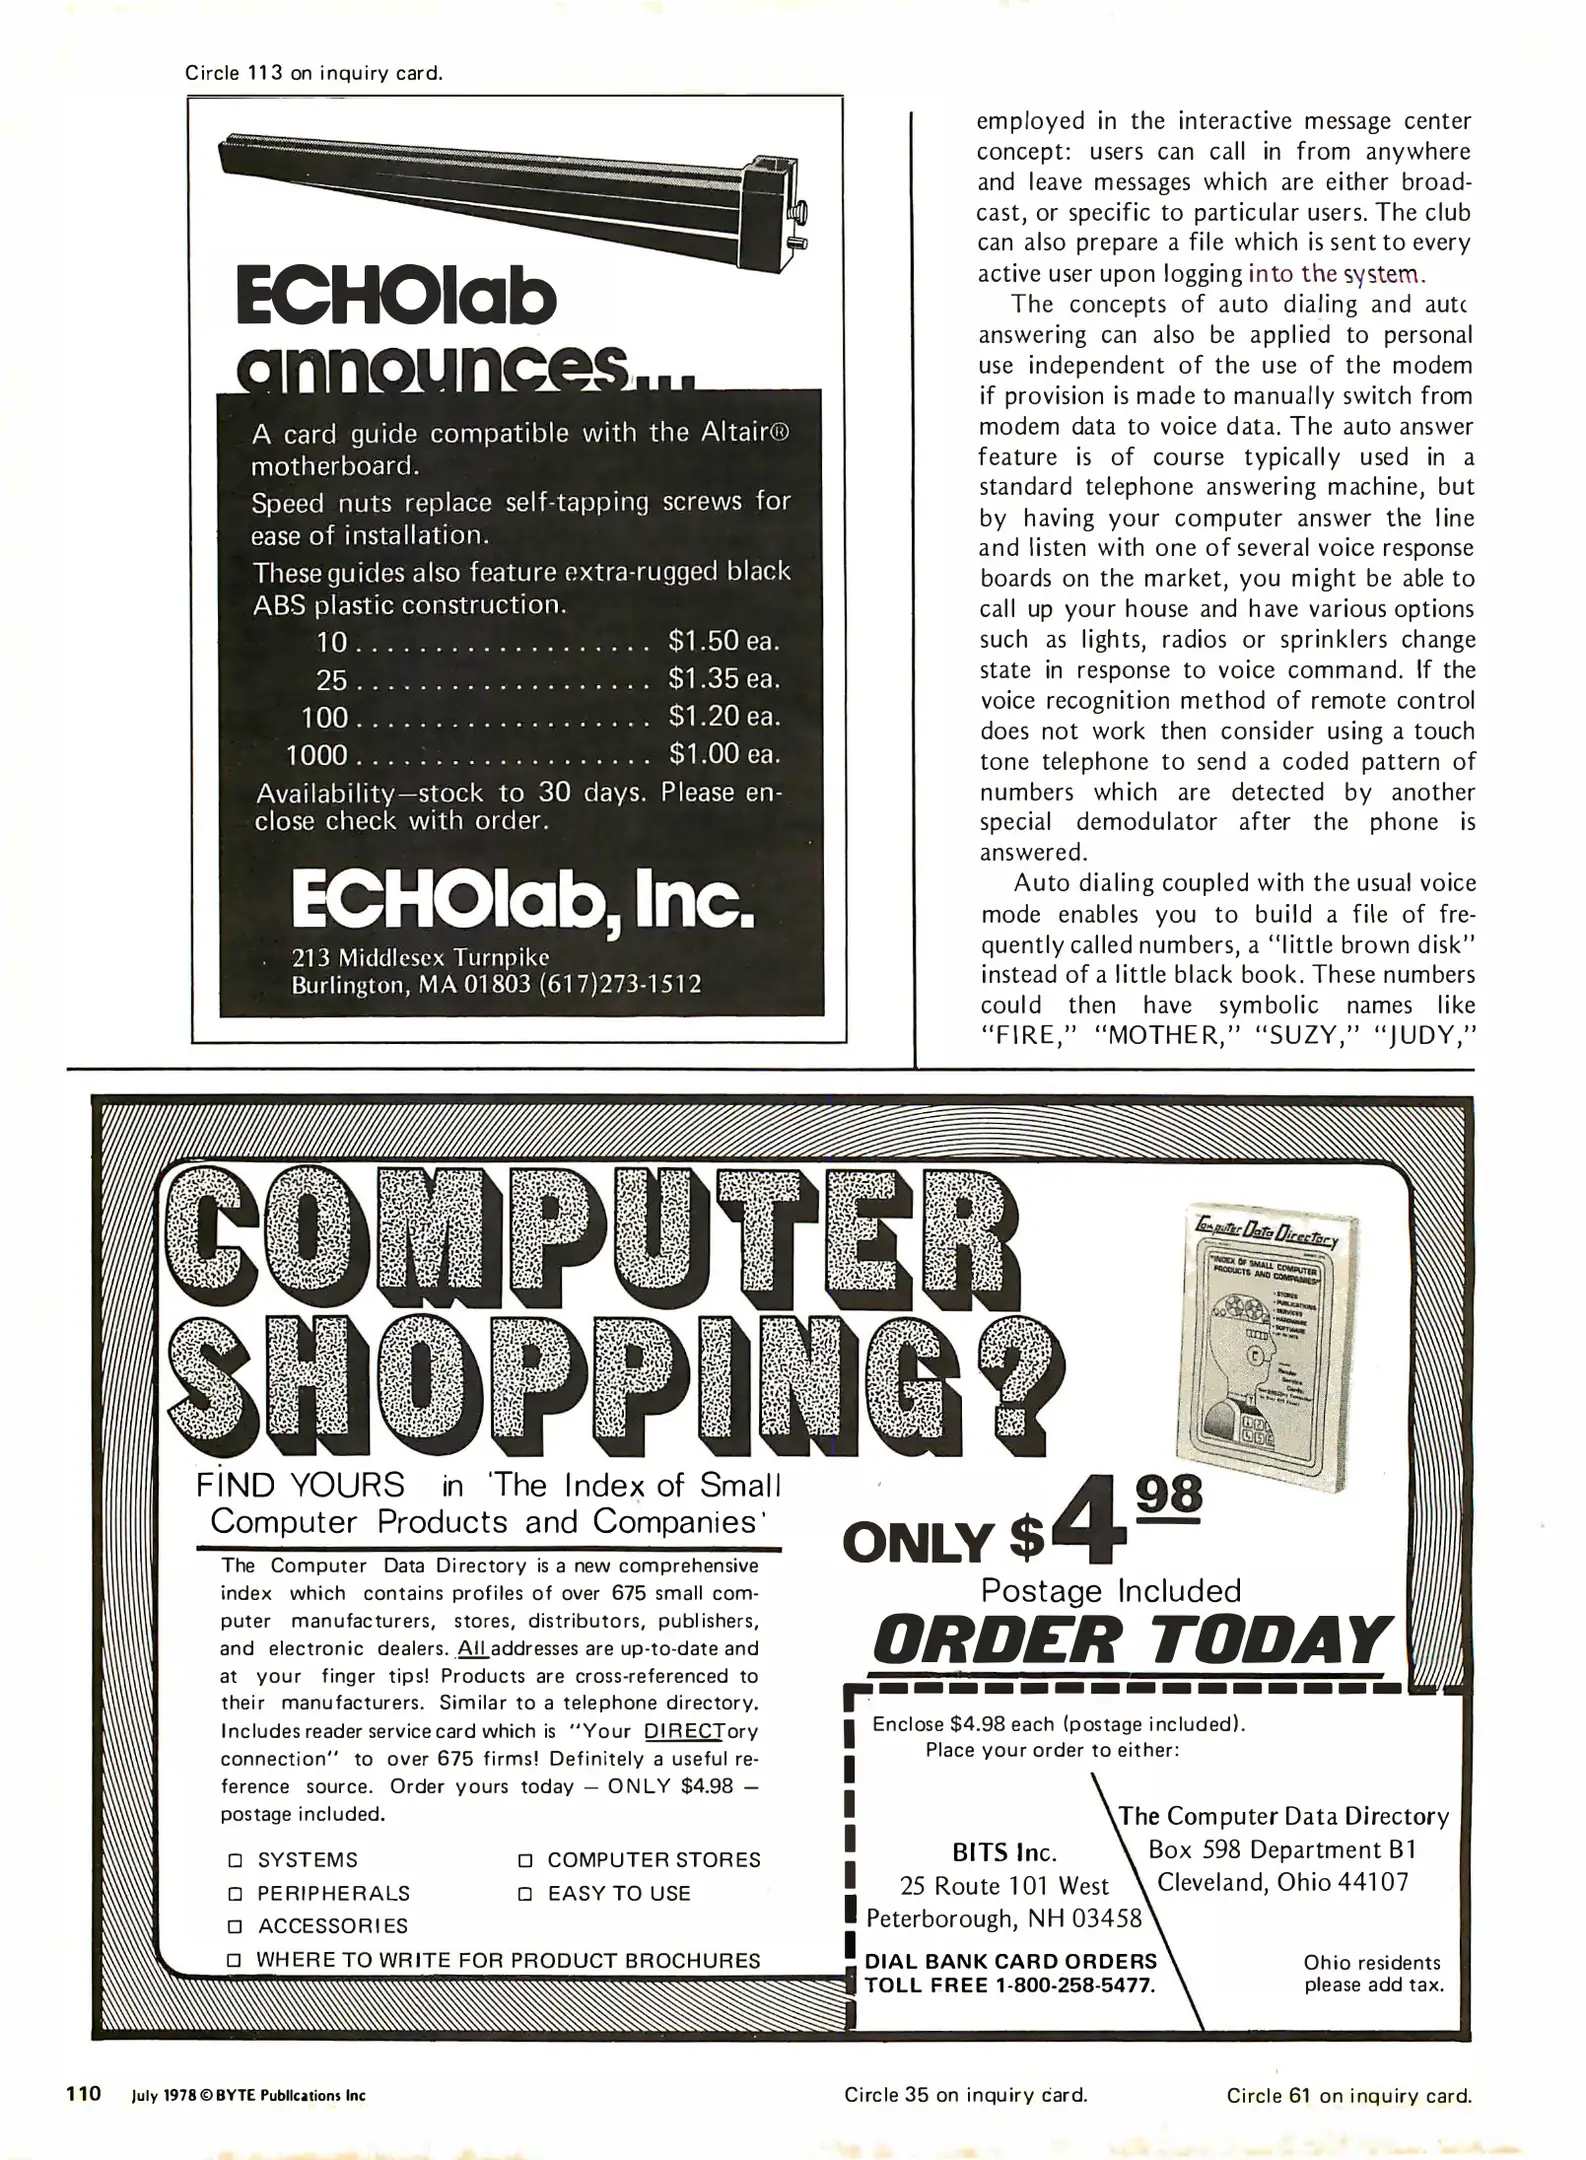 Circle 113 on inquiry card.
ECHOlab
announces...
A card guide compatible with the Altair®
motherboard.
Speed nuts replace self-tapping screws for
ease of installation.
These guides also feature extra-rugged black
ABS plastic construction.
10 . . . . . . . . . . . . . . . . . . . $1.50 ea.
25 . . . . . . . . . . . . . . . . . . . $1.35 ea.
100 . . . . . . . . . . . . . . . . . . . $1.20 ea.
1000 . . . . . . . . . . . . . . . . . . . $1.00 ea.
Availability—stock to 30 days. Please en-
close check with order.
ECHOlab, Inc.
213 Middlesex Turnpike
Burlington, MA 01803 (617)273-1512
employed in the interactive message center
concept: users can call in from anywhere
and leave messages which are either broad-
cast, or specific to particular users. The club
can also prepare a file which is sent to every
active user upon logging into the system.
The concepts of auto dialing and auto
answering can also be applied to personal
use independent of the use of the modem
if provision is made to manually switch from
modem data to voice data. The auto answer
feature is of course typically used in a
standard telephone answering machine, but
by having your computer answer the line
and listen with one of several voice response
boards on the market, you might be able to
call up your house and have various options
such as lights, radios or sprinklers change
state in response to voice command. If the
voice recognition method of remote control
does not work then consider using a touch
tone telephone to send a coded pattern of
numbers which are detected by another
special demodulator after the phone is
answered.
Auto dialing coupled with the usual voice
mode enables you to build a file of fre-
quently called numbers, a “little brown disk”
instead of a little black book. These numbers
could then have symbolic names like
“FIRE,” “MOTHER,” “SUZY,” “JUDY,”
COMPUTER
SHOPPING?
Computer Data Directory
"INDEX OF SMALL COMPUTER
PRODUCTS AND COMPANIES"
• STORES
• PUBLICATIONS
• SERVICES
• HARDWARE
• SOFTWARE
Reader
Service
Cards
FIND YOURS in 'The Index of Small
Computer Products and Companies'
The Computer Data Directory is a new comprehensive
index which contains profiles of over 675 small com-
puter manufacturers, stores, distributors, publishers,
and electronic dealers. All addresses are up-to-date and
at your finger tips! Products are cross-referenced to
their manufacturers. Similar to a telephone directory.
Includes reader service card which is "Your DIRECTory
connection" to over 675 firms! Definitely a useful re-
ference source. Order yours today — ONLY $4.98 —
postage included.
□ SYSTEMS
□ PERIPHERALS
□ ACCESSORIES
□ WHERE TO WRITE FOR PRODUCT BROCHURES
□ COMPUTER STORES
□ EASY TO USE
ONLY $4 98
Postage Included
ORDER TODAY
Enclose $4.98 each (postage included).
Place your order to either:
BITS Inc.
25 Route 101 West
Peterborough, NH 03458
DIAL BANK CARD ORDERS
TOLL FREE 1-800-258-5477.
The Computer Data Directory
Box 598 Department B1
Cleveland, Ohio 44107
Ohio residents
please add tax.
110 July 1978 © BYTE Publications Inc
Circle 35 on inquiry card.
Circle 61 on inquiry card.